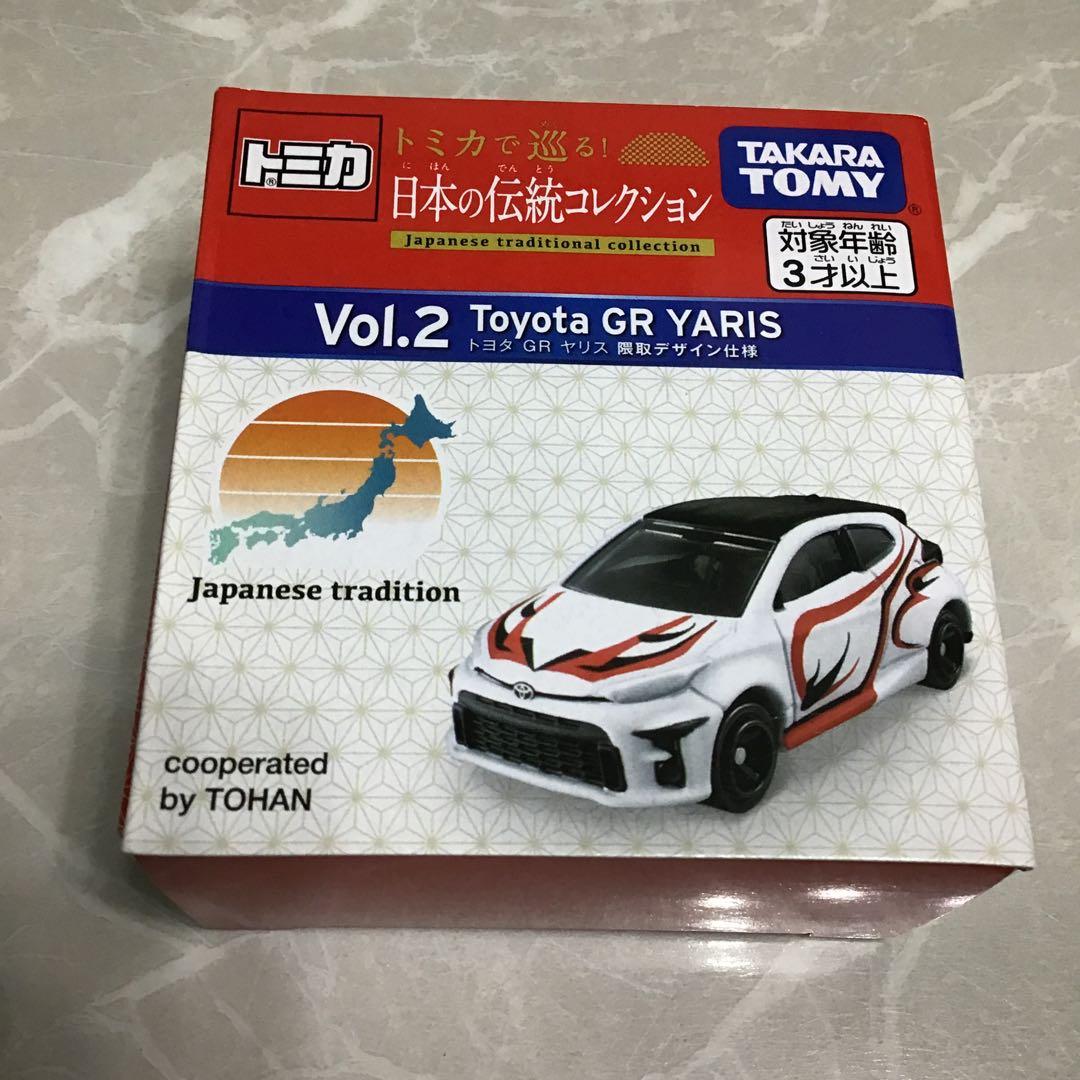 トミカ®
トミカで巡る!
日本の伝統コレクション
Japanese traditional collection
TAKARA
TOMY®
対象年齢
3才以上
Vol.2 Toyota GR YARIS
トヨタ GR ヤリス 隈取デザイン仕様
Japanese tradition
cooperated
by TOHAN